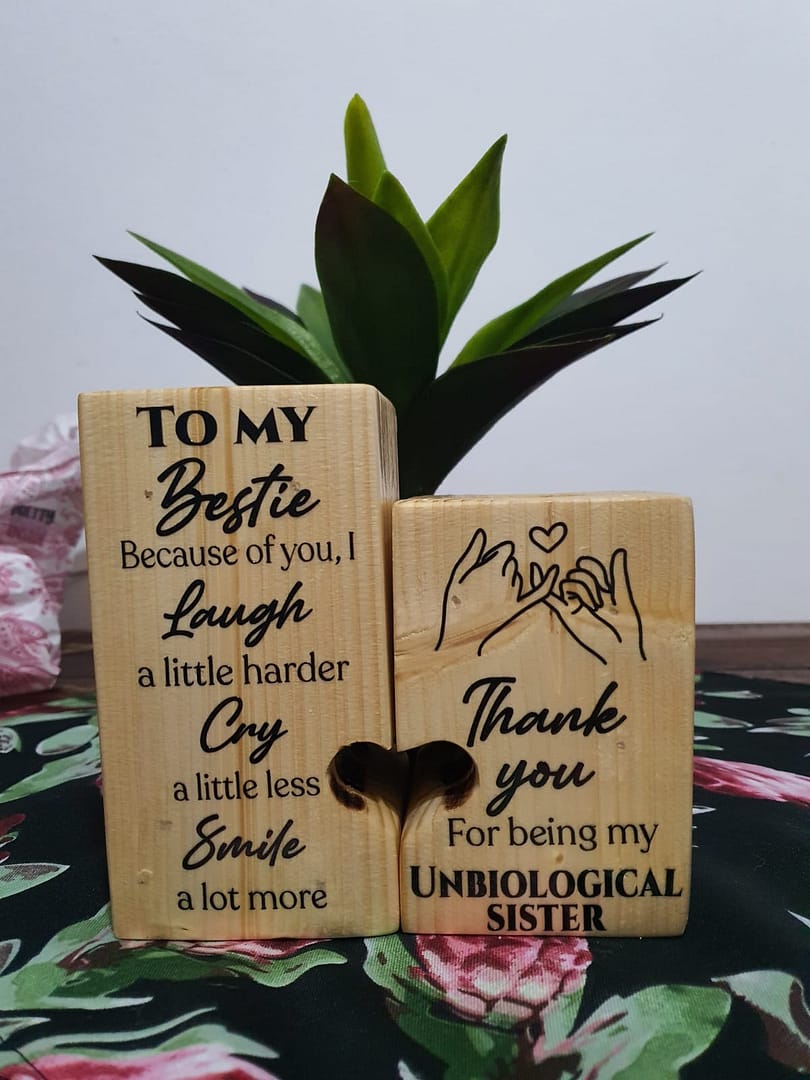 TO MY
Bestie
Because of you, I
Laugh
a little harder
Cry
a little less
Smile
a lot more
Thank
you
For being my
UNBIOLOGICAL
SISTER